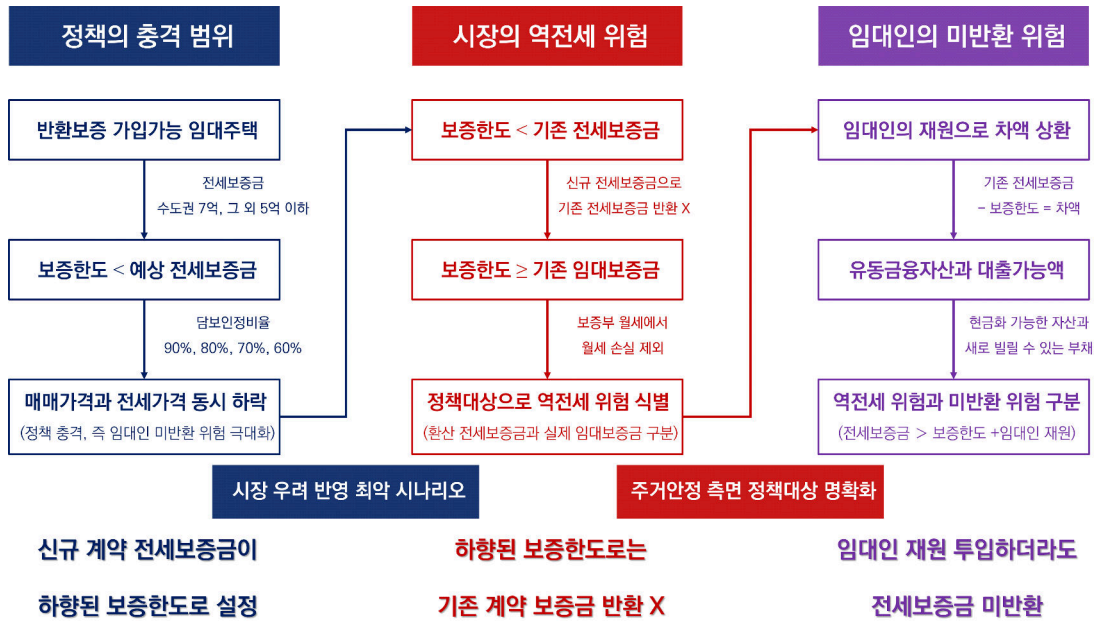 정책의 충격 범위
반환보증 가입가능 임대주택
전세보증금
수도권 7억, 그 외 5억 이하
보증한도 < 예상 전세보증금
담보인정비율
90%, 80%, 70%, 60%
매매가격과 전세가격 동시 하락
(정책 충격, 즉 임대인 미반환 위험 극대화)
시장의 역전세 위험
보증한도 < 기존 전세보증금
신규 전세보증금으로
기존 전세보증금 반환 X
보증한도 ≥ 기존 임대보증금
보증부 월세에서
월세 손실 제외
정책대상으로 역전세 위험 식별
(환산 전세보증금과 실제 임대보증금 구분)
임대인의 미반환 위험
임대인의 재원으로 차액 상환
기존 전세보증금
− 보증한도 = 차액
유동금융자산과 대출가능액
현금화 가능한 자산과
새로 빌릴 수 있는 부채
역전세 위험과 미반환 위험 구분
(전세보증금 > 보증한도 +임대인 재원)
시장 우려 반영 최악 시나리오
주거안정 측면 정책대상 명확화
신규 계약 전세보증금이
하향된 보증한도로 설정
하향된 보증한도로는
기존 계약 보증금 반환 X
임대인 재원 투입하더라도
전세보증금 미반환